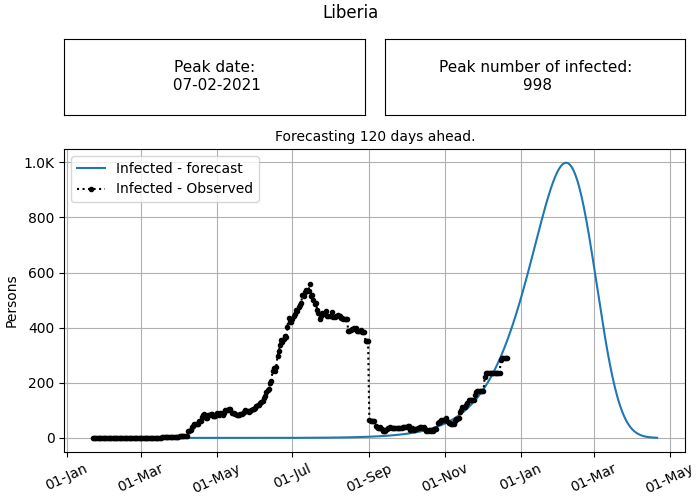 Liberia
Peak date:
07-02-2021
Peak number of infected:
998
Forecasting 120 days ahead.
Infected - forecast
Infected - Observed
Persons
1.0K
800
600
400
200
0
01-Jan
01-Mar
01-May
01-Jul
01-Sep
01-Nov
01-Jan
01-Mar
01-May